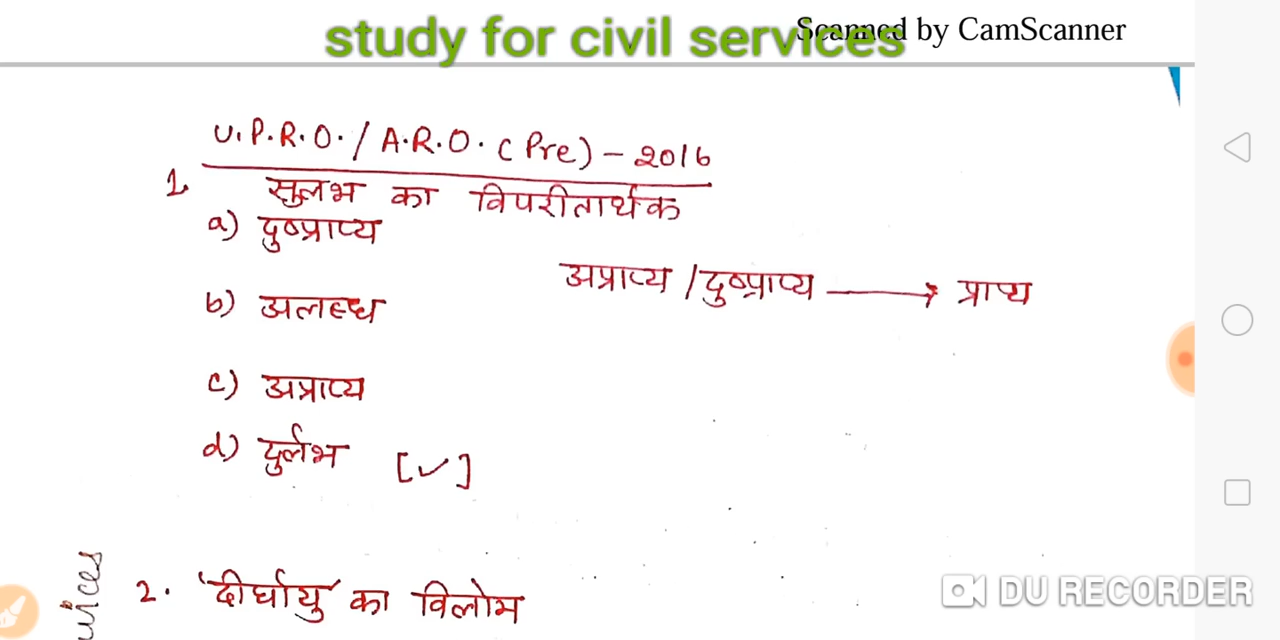 study for civil services
Scanned by CamScanner
U.P.R.O. / A.R.O. ( Pre) - 2016
1. सुलभ का विपरीतार्थक
a) दुष्प्राप्य
अप्राप्य / दुष्प्राप्य → प्राप्य
b) अलब्ध
c) अप्राप्य
d) दुर्लभ [✓]
2. 'दीर्घायु' का विलोम
DU RECORDER